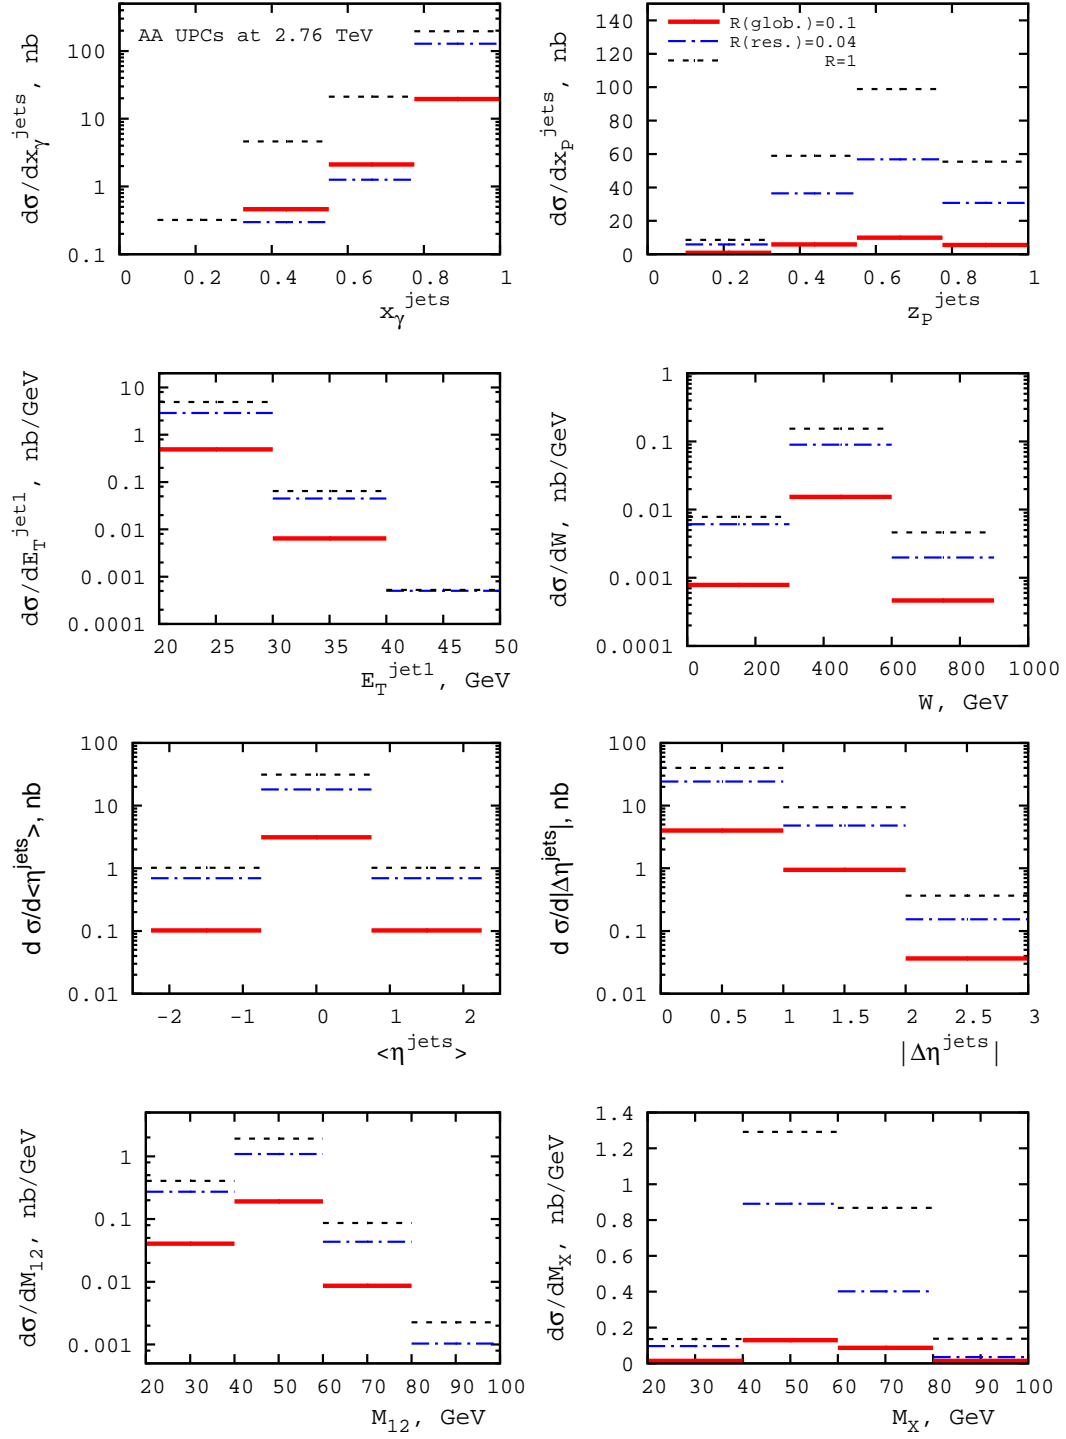 AA UPCs at 2.76 TeV
dσ/dx_γ^jets, nb
100
10
1
0.1
0 0.2 0.4 0.6 0.8 1
x_γ^jets
R(glob.)=0.1
R(res.)=0.04
R=1
dσ/dx_P^jets, nb
140
120
100
80
60
40
20
0
0 0.2 0.4 0.6 0.8 1
z_P^jets
dσ/dE_T^jet1, nb/GeV
10
1
0.1
0.01
0.001
0.0001
20 25 30 35 40 45 50
E_T^jet1, GeV
dσ/dW, nb/GeV
1
0.1
0.01
0.001
0.0001
0 200 400 600 800 1000
W, GeV
d σ/d<η^jets>, nb
100
10
1
0.1
0.01
-2 -1 0 1 2
<η^jets>
d σ/d|Δη^jets|, nb
100
10
1
0.1
0.01
0 0.5 1 1.5 2 2.5 3
|Δη^jets|
dσ/dM_12, nb/GeV
1
0.1
0.01
0.001
20 30 40 50 60 70 80 90 100
M_12, GeV
dσ/dM_X, nb/GeV
1.4
1.2
1
0.8
0.6
0.4
0.2
0
20 30 40 50 60 70 80 90 100
M_X, GeV